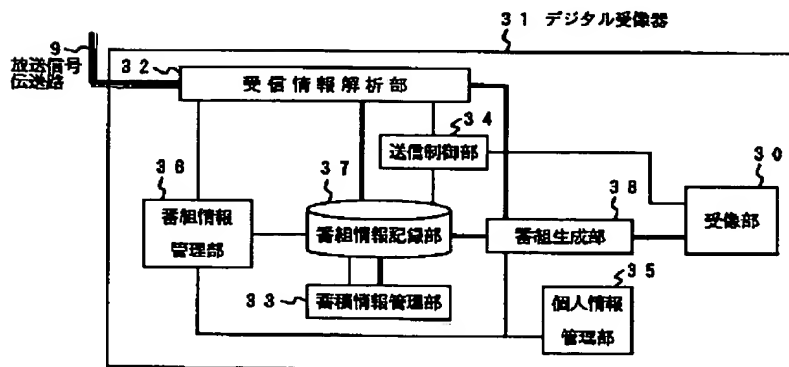 31 デジタル受像器
9
放送信号
伝送路
32
受信情報解析部
34
送信制御部
30
受像部
36
番組情報
管理部
37
番組情報記録部
38
番組生成部
33
蓄積情報管理部
35
個人情報
管理部